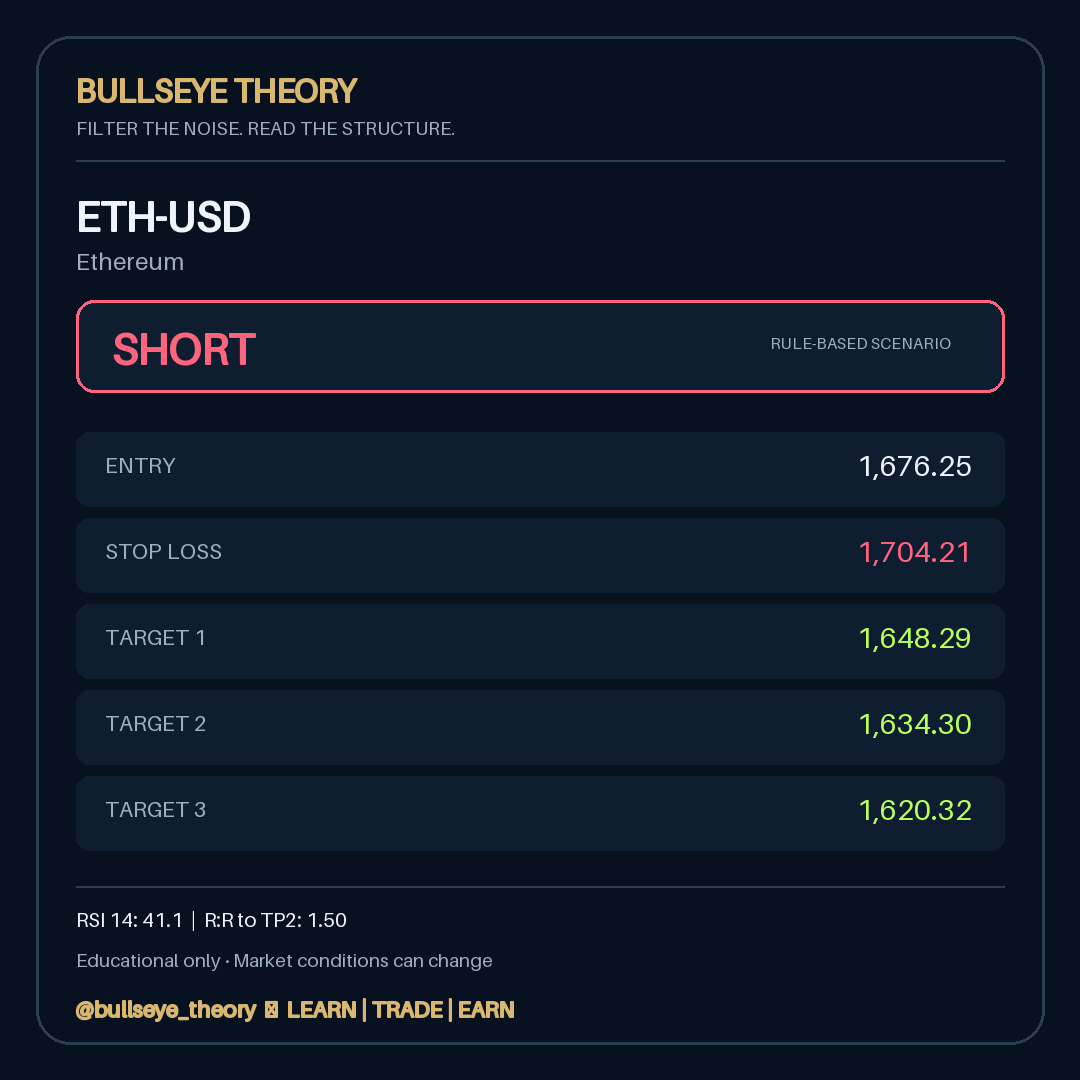 BULLSEYE THEORY
FILTER THE NOISE. READ THE STRUCTURE.
ETH-USD
Ethereum
SHORT RULE-BASED SCENARIO
ENTRY 1,676.25
STOP LOSS 1,704.21
TARGET 1 1,648.29
TARGET 2 1,634.30
TARGET 3 1,620.32
RSI 14: 41.1 | R:R to TP2: 1.50
Educational only · Market conditions can change
@bullseye_theory LEARN | TRADE | EARN